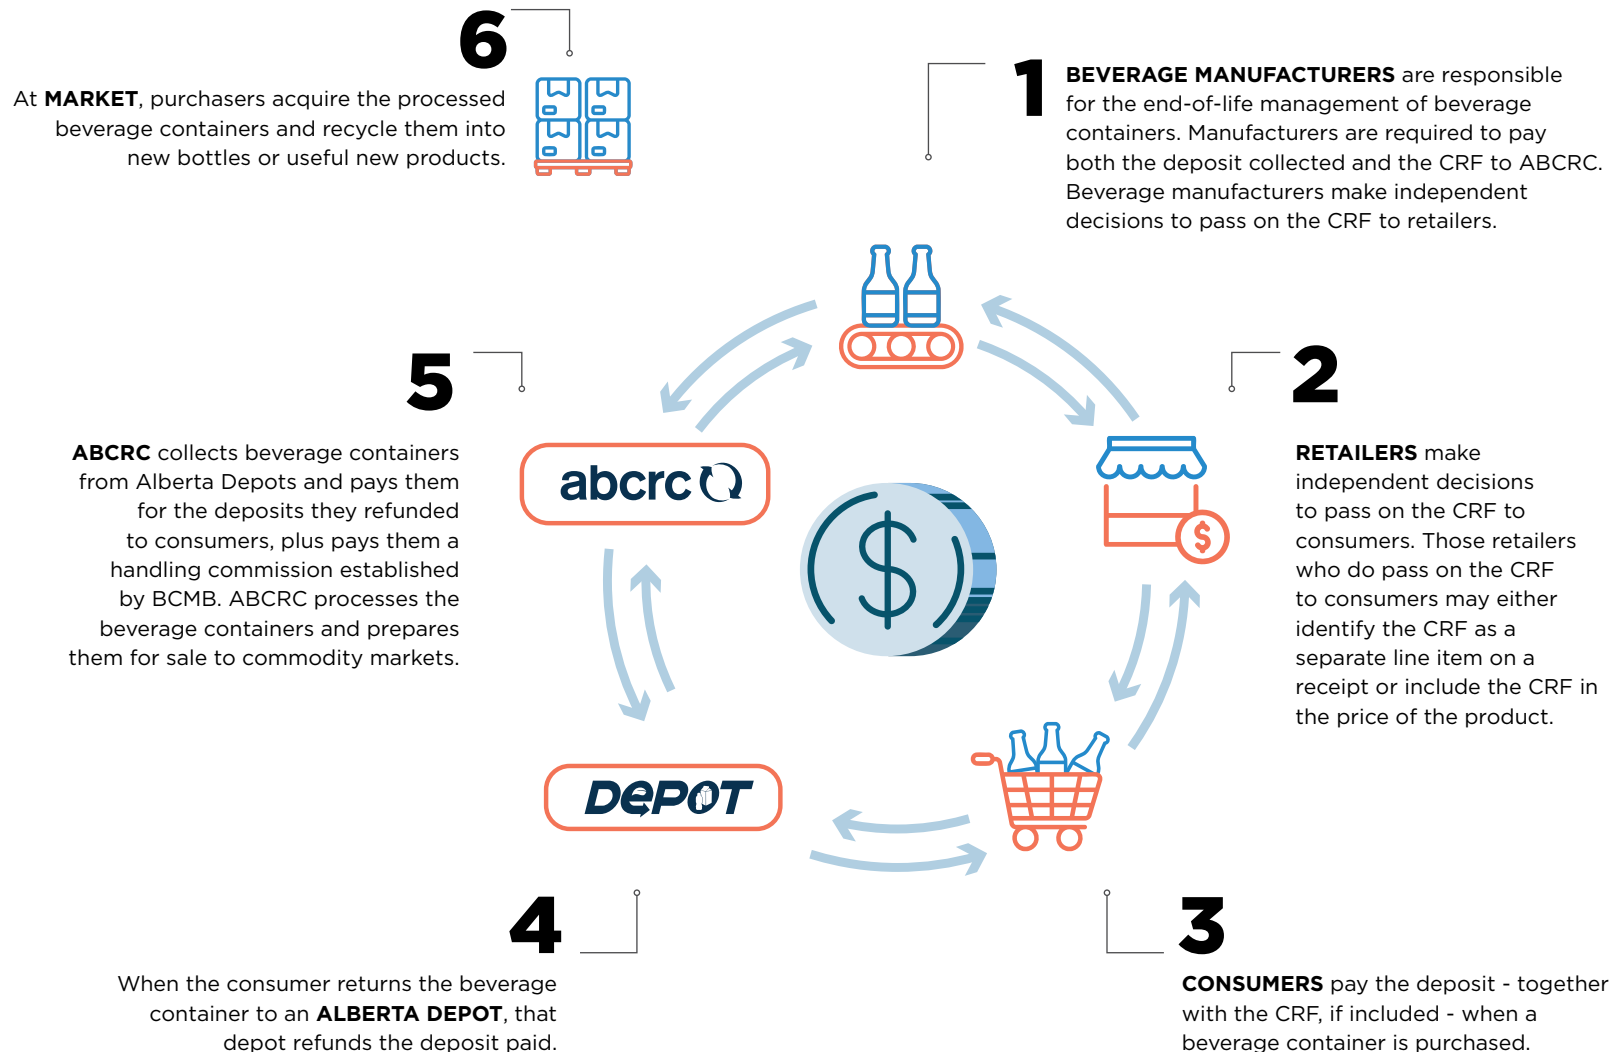 6
At MARKET, purchasers acquire the processed
beverage containers and recycle them into
new bottles or useful new products.
1
BEVERAGE MANUFACTURERS are responsible
for the end-of-life management of beverage
containers. Manufacturers are required to pay
both the deposit collected and the CRF to ABCRC.
Beverage manufacturers make independent
decisions to pass on the CRF to retailers.
5
ABCRC collects beverage containers
from Alberta Depots and pays them
for the deposits they refunded
to consumers, plus pays them a
handling commission established
by BCMB. ABCRC processes the
beverage containers and prepares
them for sale to commodity markets.
abcrc
$
$
2
RETAILERS make
independent decisions
to pass on the CRF to
consumers. Those retailers
who do pass on the CRF
to consumers may either
identify the CRF as a
separate line item on a
receipt or include the CRF in
the price of the product.
DePOT
4
When the consumer returns the beverage
container to an ALBERTA DEPOT, that
depot refunds the deposit paid.
3
CONSUMERS pay the deposit - together
with the CRF, if included - when a
beverage container is purchased.